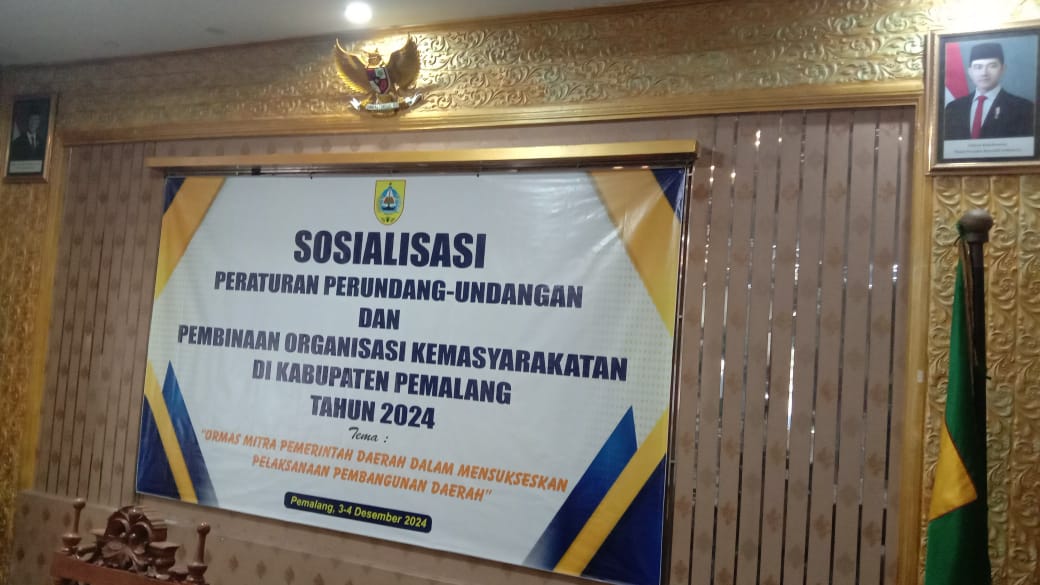 SOSIALISASI
PERATURAN PERUNDANG-UNDANGAN
DAN
PEMBINAAN ORGANISASI KEMASYARAKATAN
DI KABUPATEN PEMALANG
TAHUN 2024
Tema :
"ORMAS MITRA PEMERINTAH DAERAH DALAM MENSUKSESKAN
PELAKSANAAN PEMBANGUNAN DAERAH"
Pemalang, 3-4 Desember 2024